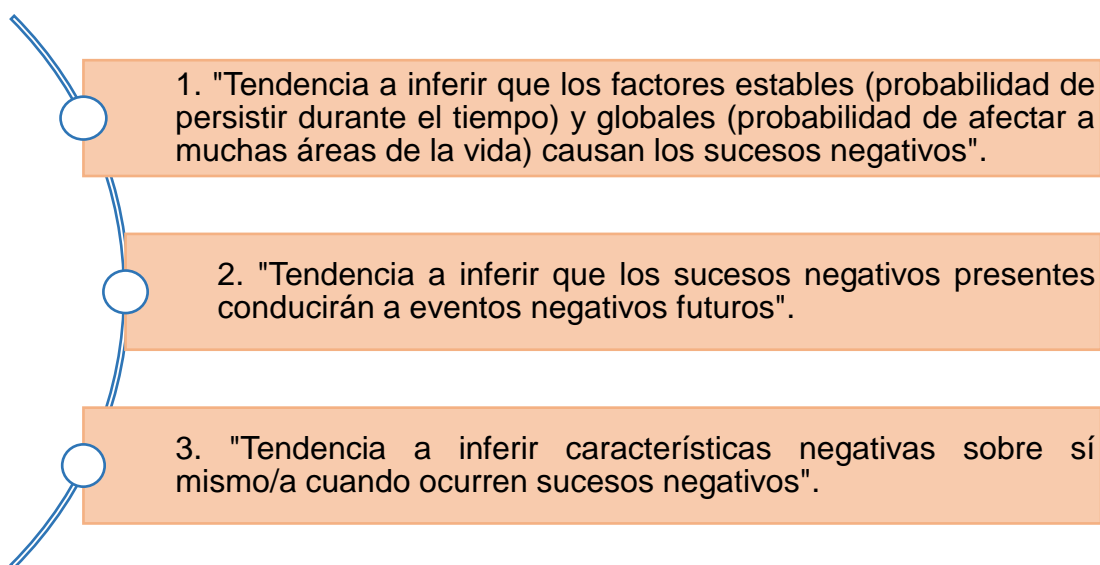 1. "Tendencia a inferir que los factores estables (probabilidad de
persistir durante el tiempo) y globales (probabilidad de afectar a
muchas áreas de la vida) causan los sucesos negativos".
2. "Tendencia a inferir que los sucesos negativos presentes
conducirán a eventos negativos futuros".
3. "Tendencia a inferir características negativas sobre sí
mismo/a cuando ocurren sucesos negativos".